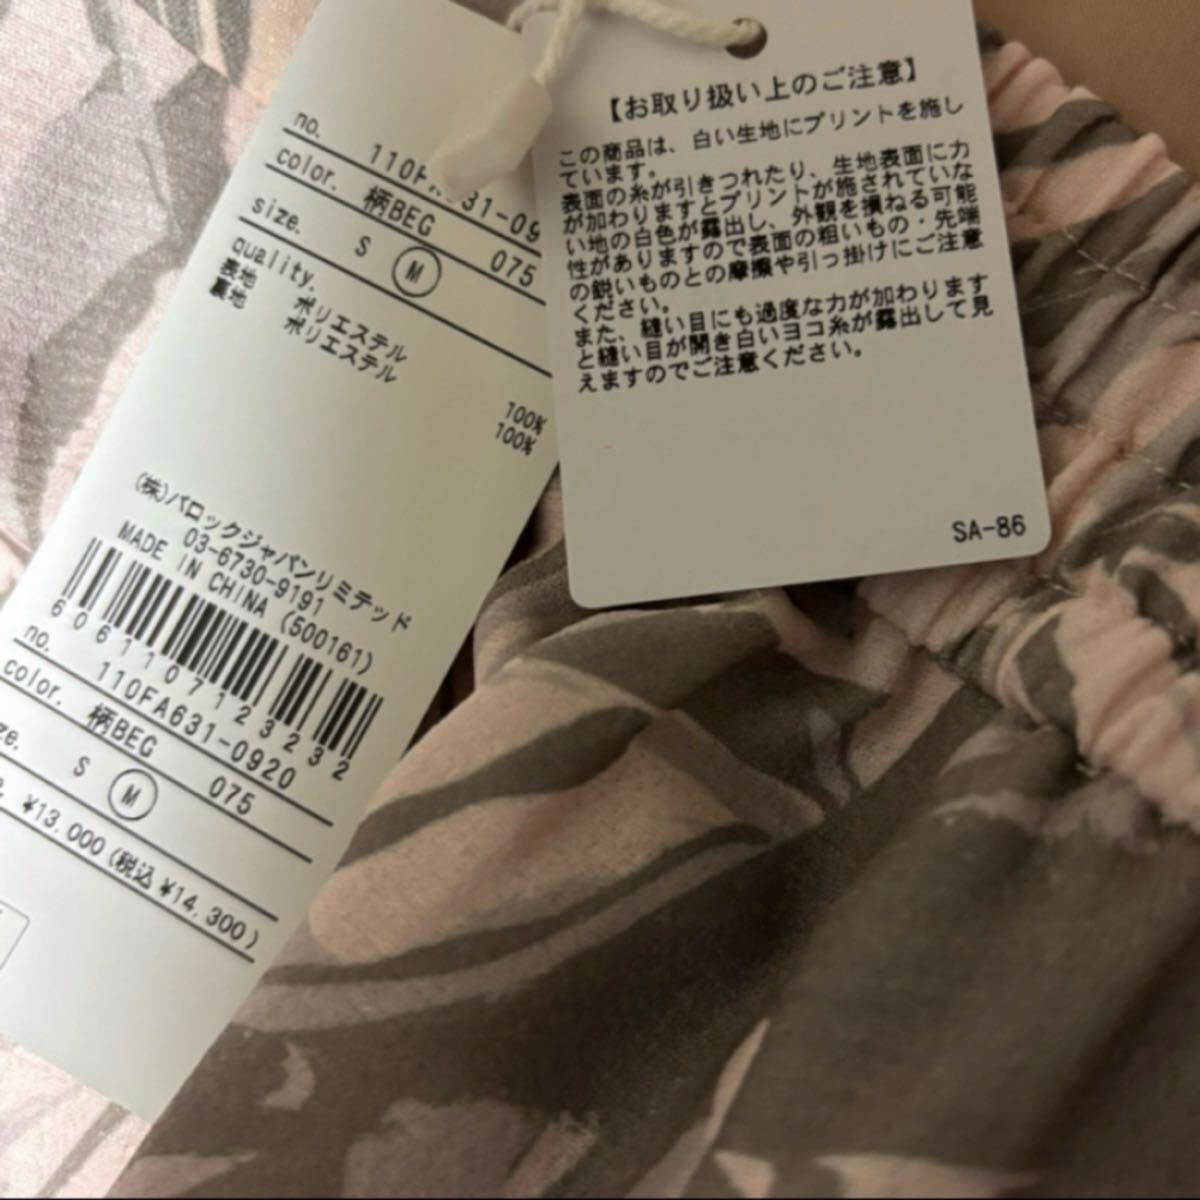 no.
110FA631-09
color.
柄BEG 075
size. S M
quality.
表地 ポリエステル 100%
裏地 ポリエステル 100%
(株)バロックジャパンリミテッド
03-6730-9191
MADE IN CHINA (500161)
6061107123232
no.
110FA631-0920
color.
柄BEG 075
S M
¥13,000(税込 ¥14,300)
【お取り扱い上のご注意】
この商品は、白い生地にプリントを施し
ています。
表面の糸が引きつれたり、生地表面に力
が加わりますとプリントが施されていな
い地の白色が露出し、外観を損ねる可能
性がありますので表面の粗いもの・先端
の鋭いものとの摩擦や引っ掛けにご注意
ください。
また、縫い目にも過度な力が加わります
と縫い目が開き白いヨコ糸が露出して見
えますのでご注意ください。
SA-86